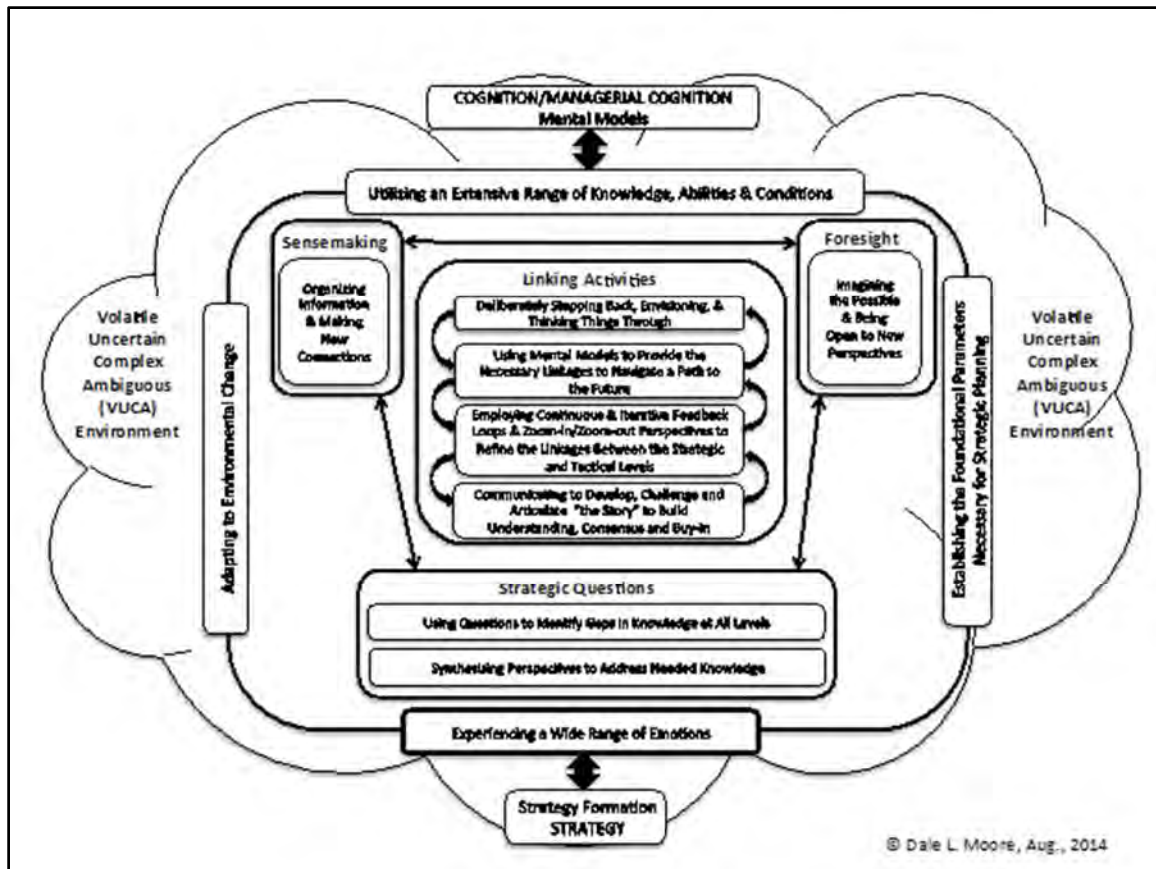 COGNITION/MANAGERIAL COGNITION
Mental Models
Utilizing an Extensive Range of Knowledge, Abilities & Conditions
Sensemaking
Organizing
Information
& Making
New
Connections
Foresight
Imagining
the Possible
& Being
Open to New
Perspectives
Linking Activities
Deliberately Stepping Back, Envisioning, &
Thinking Things Through
Using Mental Models to Provide the
Necessary Linkages to Navigate a Path to
the Future
Employing Continuous & Iterative Feedback
Loops & Zoom-in/Zoom-out Perspectives to
Refine the Linkages Between the Strategic
and Tactical Levels
Communicating to Develop, Challenge and
Articulate "the Story" to Build
Understanding, Consensus and Buy-in
Volatile
Uncertain
Complex
Ambiguous
(VUCA)
Environment
Adapting to Environmental Change
Establishing the Foundational Parameters
Necessary for Strategic Planning
Volatile
Uncertain
Complex
Ambiguous
(VUCA)
Environment
Strategic Questions
Using Questions to Identify Gaps in Knowledge at All Levels
Synthesizing Perspectives to Address Needed Knowledge
Experiencing a Wide Range of Emotions
Strategy Formation
STRATEGY
© Dale L. Moore, Aug., 2014